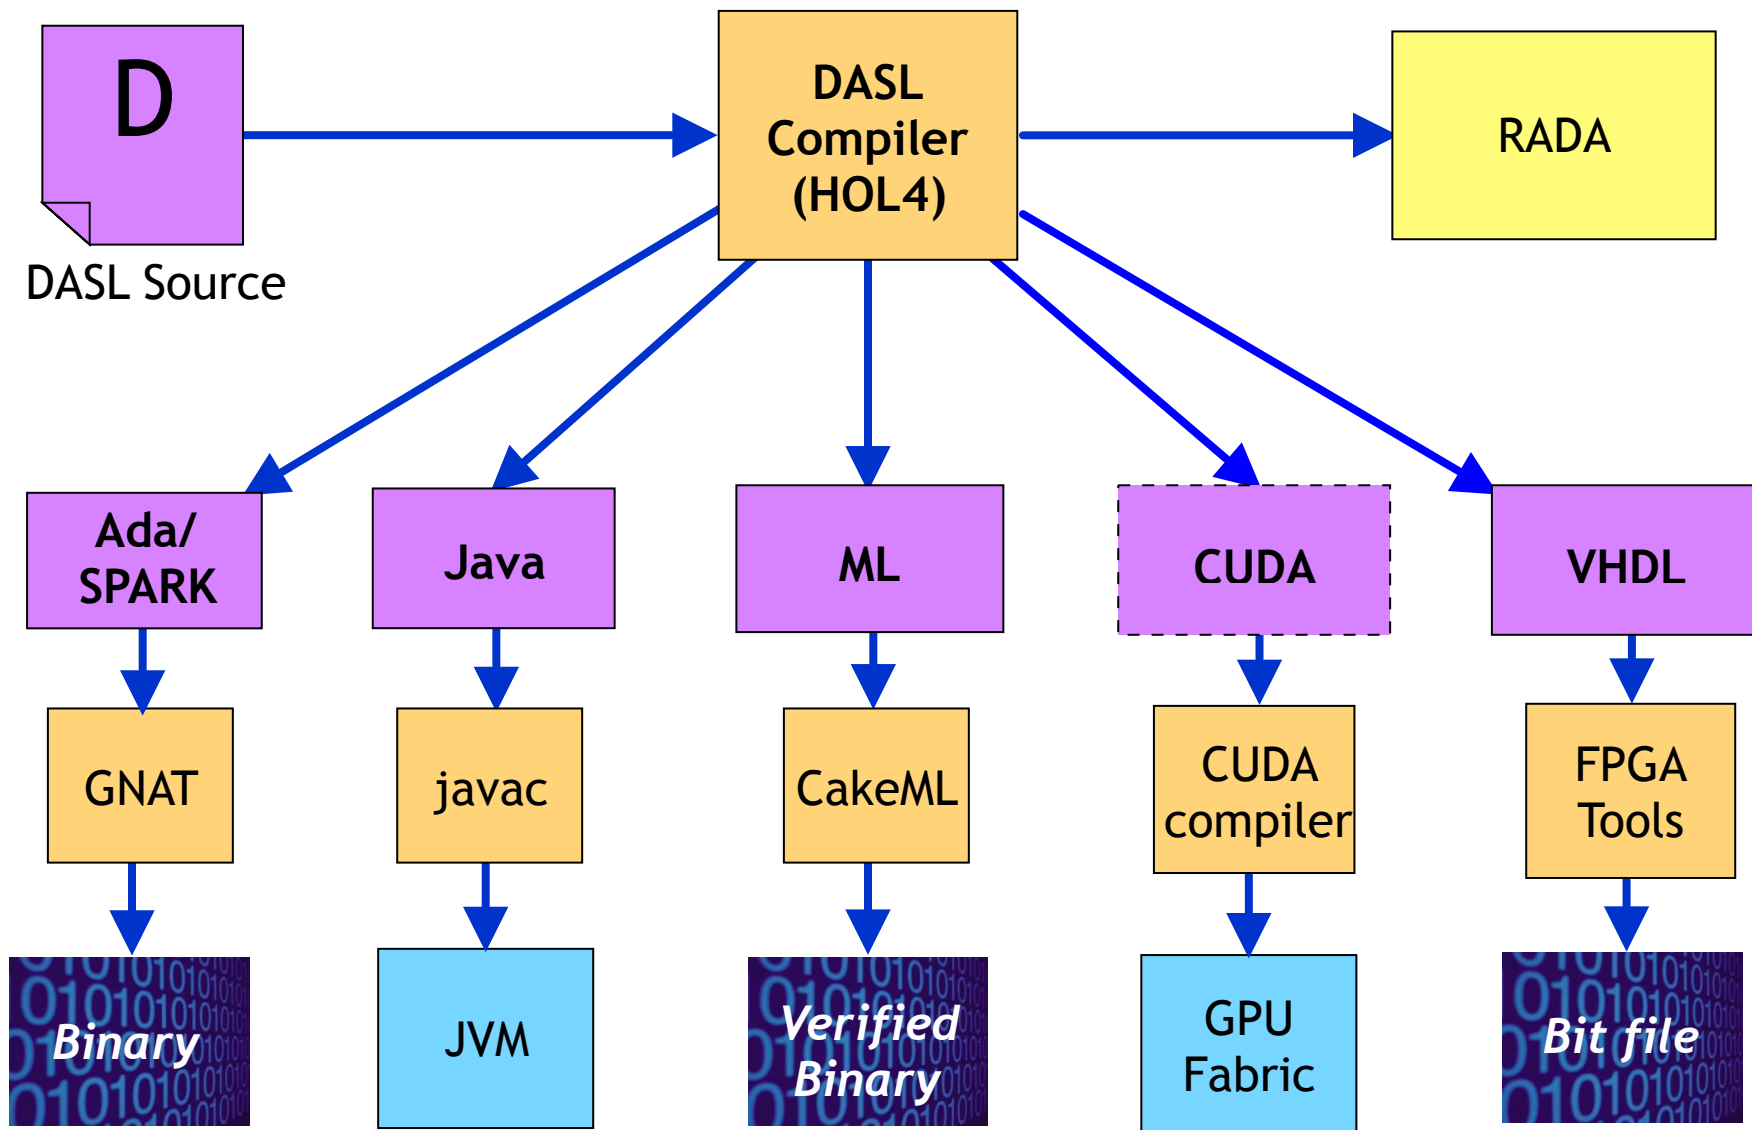 D
DASL Source
DASL
Compiler
(HOL4)
RADA
Ada/
SPARK
Java
ML
CUDA
VHDL
GNAT
javac
CakeML
CUDA
compiler
FPGA
Tools
Binary
JVM
Verified
Binary
GPU
Fabric
Bit file